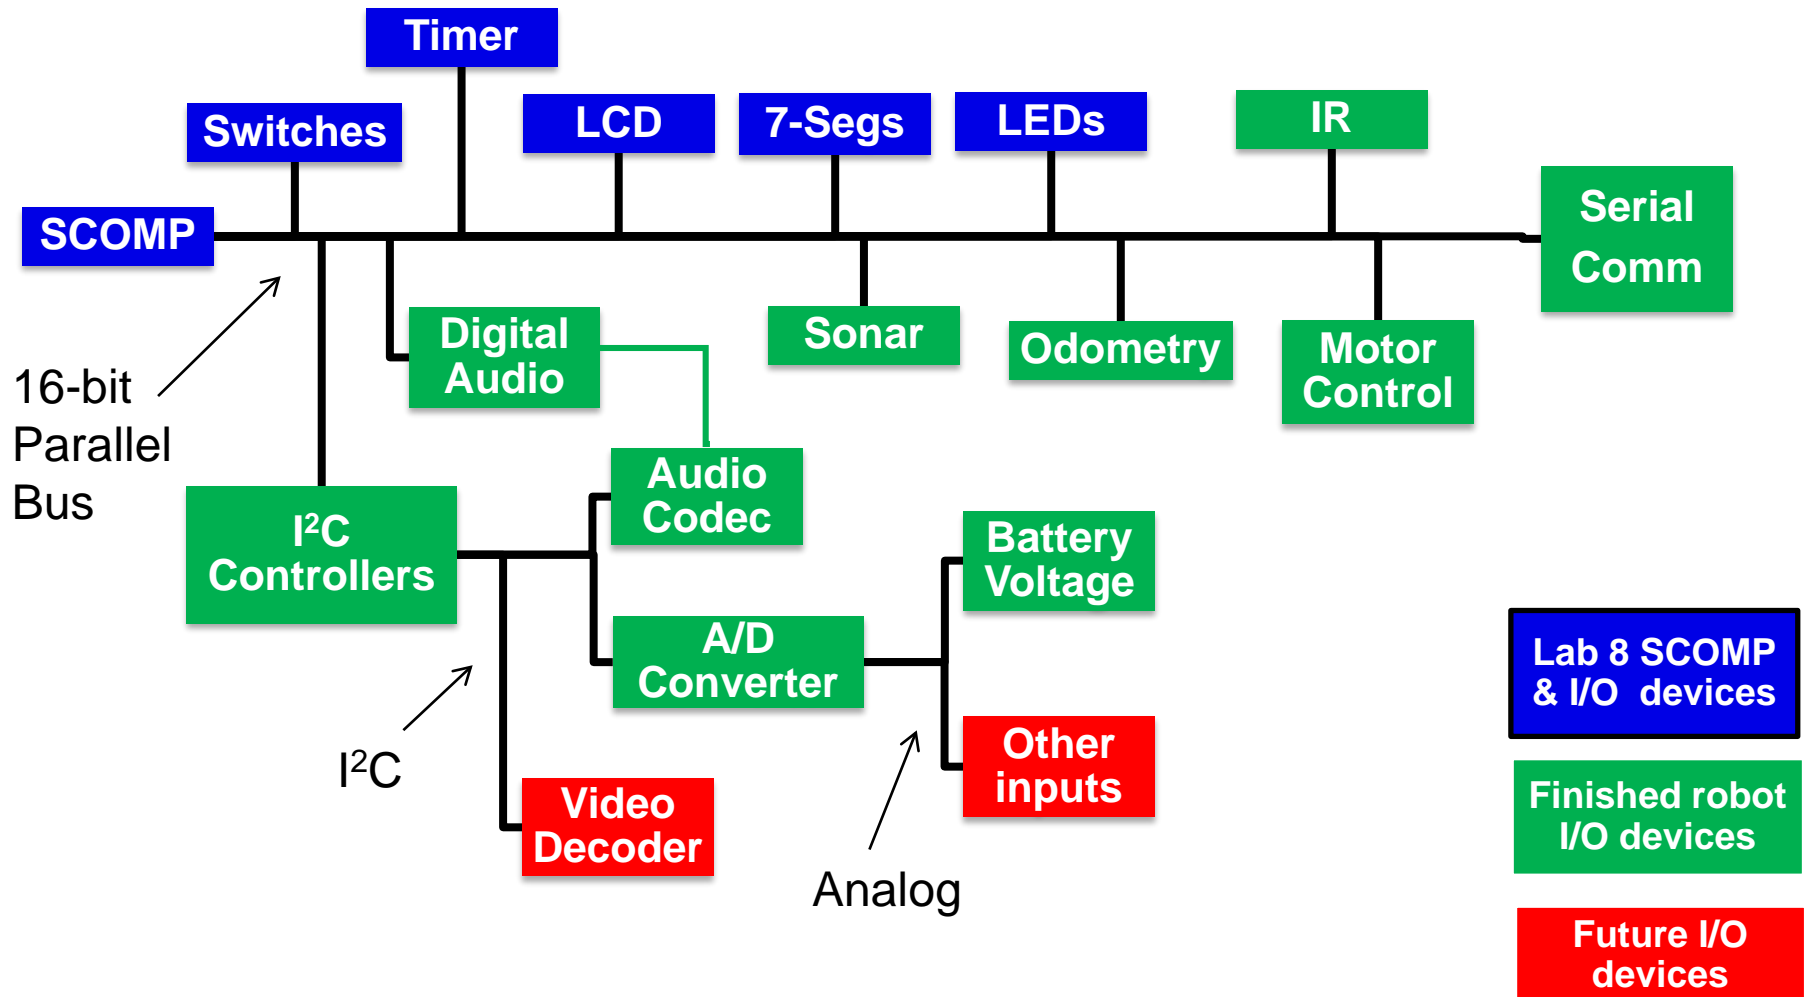 Timer
Switches
LCD
7-Segs
LEDs
IR
SCOMP
Serial
Comm
Digital
Audio
Sonar
Odometry
Motor
Control
16-bit
Parallel
Bus
I²C
Controllers
Audio
Codec
Battery
Voltage
A/D
Converter
Other
inputs
I²C
Video
Decoder
Analog
Lab 8 SCOMP
& I/O devices
Finished robot
I/O devices
Future I/O
devices